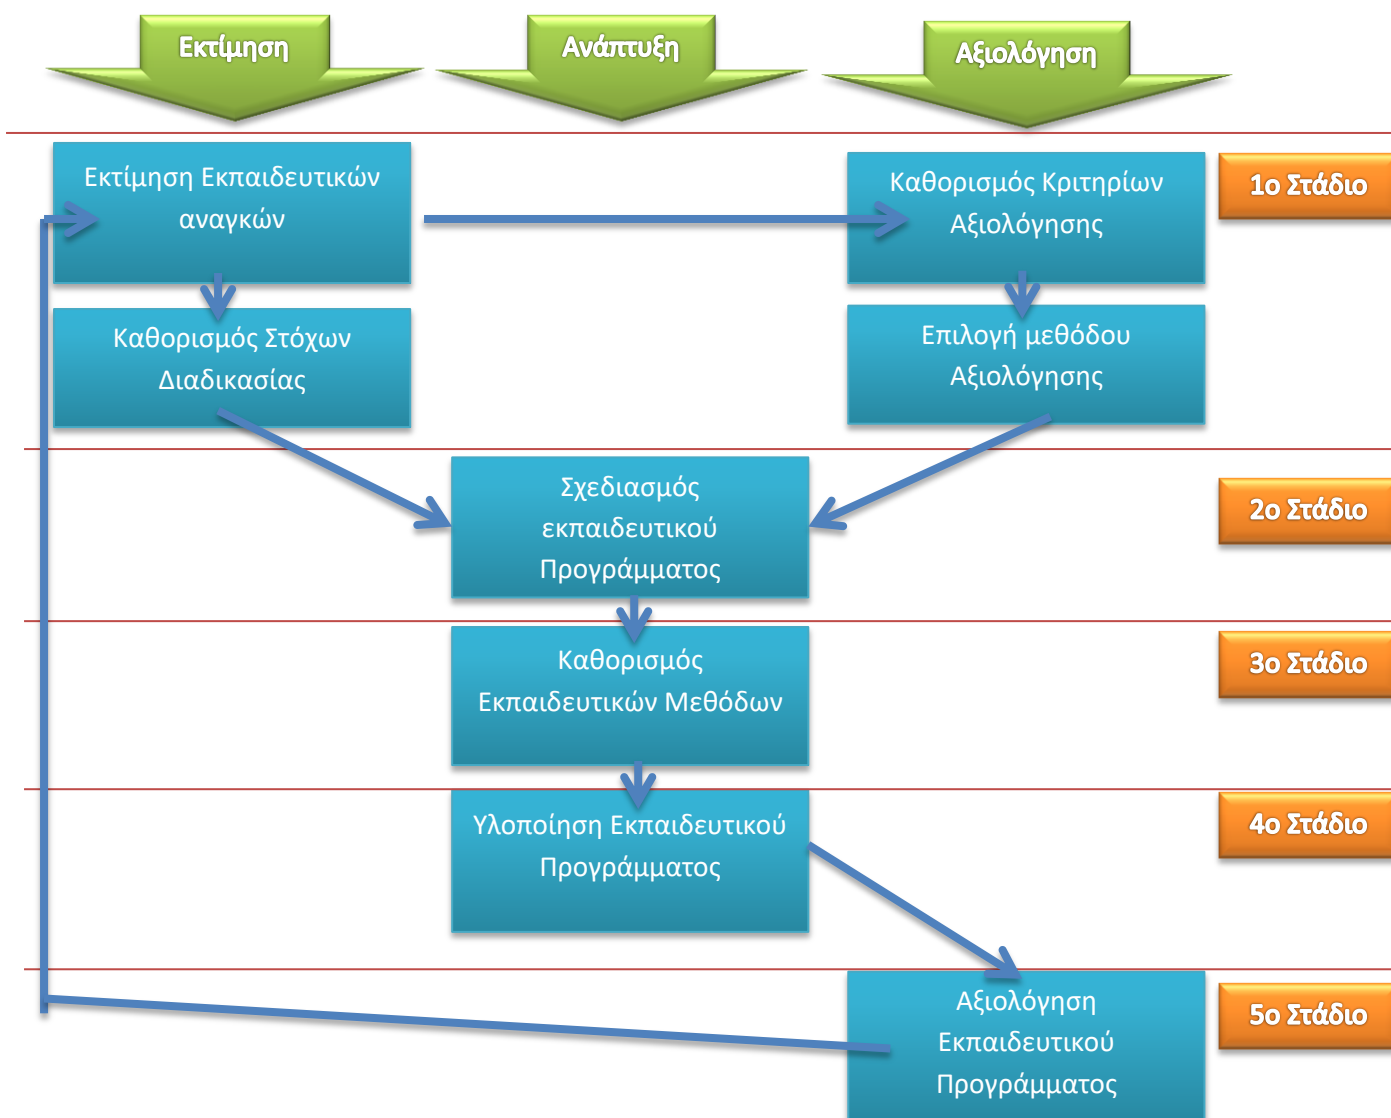 Εκτίμηση
Ανάπτυξη
Αξιολόγηση
Εκτίμηση Εκπαιδευτικών
αναγκών
Καθορισμός Κριτηρίων
Αξιολόγησης
1ο Στάδιο
Καθορισμός Στόχων
Διαδικασίας
Επιλογή μεθόδου
Αξιολόγησης
Σχεδιασμός
εκπαιδευτικού
Προγράμματος
2ο Στάδιο
Καθορισμός
Εκπαιδευτικών Μεθόδων
3ο Στάδιο
Υλοποίηση Εκπαιδευτικού
Προγράμματος
4ο Στάδιο
Αξιολόγηση
Εκπαιδευτικού
Προγράμματος
5ο Στάδιο